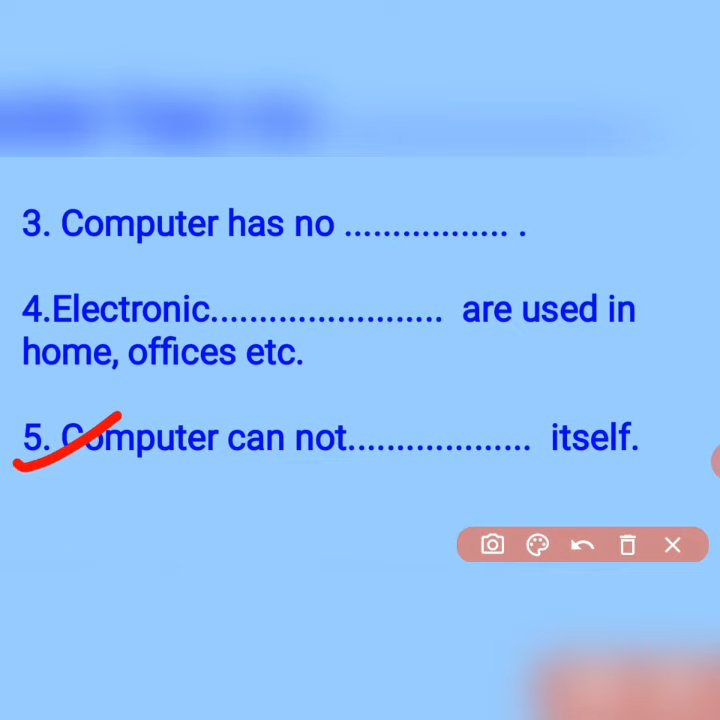 3. Computer has no ................. .
4.Electronic........................ are used in
home, offices etc.
5. Computer can not................... itself.